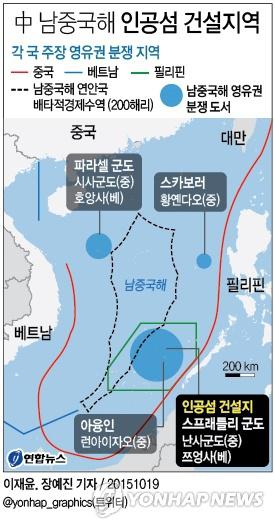 中 남중국해 인공섬 건설지역
각 국 주장 영유권 분쟁 지역
중국 베트남 필리핀
남중국해 연안국
배타적경제수역 (200해리)
남중국해 영유권
분쟁 도서
중국
대만
파라셀 군도
시사군도(중)
호앙사(베)
스카보러
황옌다오(중)
남중국해
필리핀
베트남
200 km
아융인
런아이자오(중)
인공섬 건설지
스프래틀리 군도
난사군도(중)
쯔엉사(베)
연합뉴스
이재윤, 장예진 기자 / 20151019
@yonhap_graphics(트위터)
YONHAPNEWS